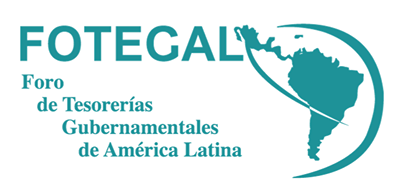 FOTEGAL
Foro
de Tesorerías
Gubernamentales
de América Latina